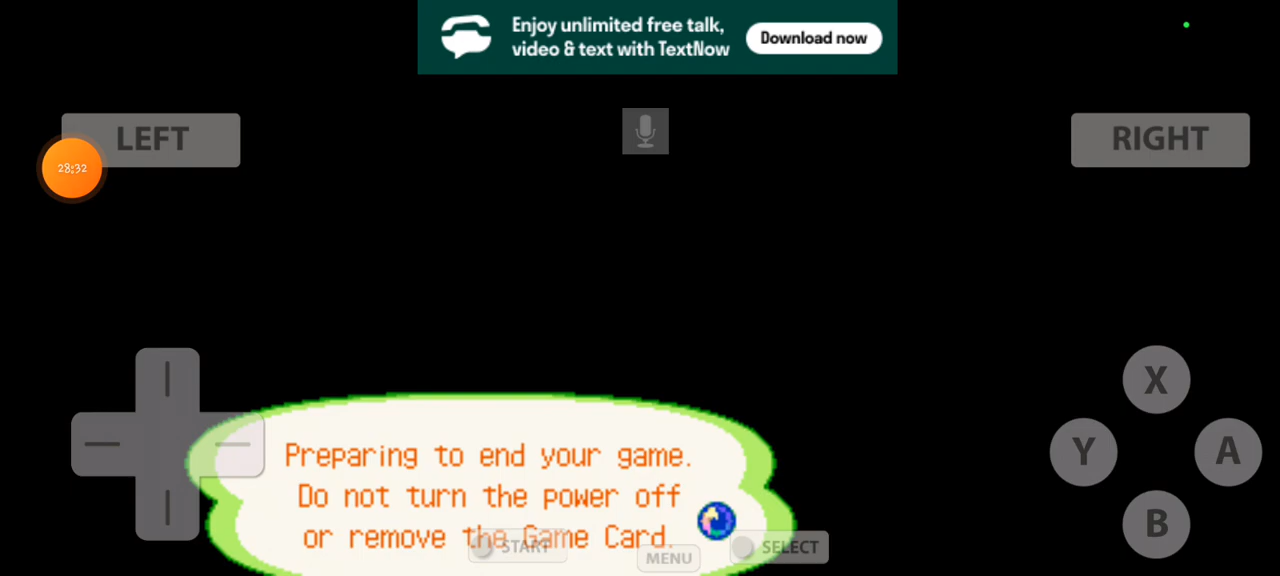 Enjoy unlimited free talk,
video & text with TextNow
Download now
LEFT
RIGHT
28:32
X
Y
A
B
Preparing to end your game.
Do not turn the power off
or remove the Game Card.
START
MENU
SELECT